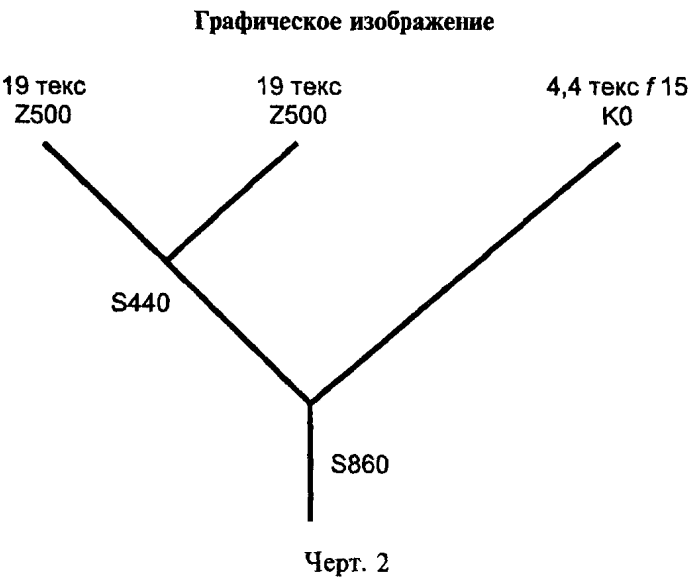 Графическое изображение
19 текс
Z500
19 текс
Z500
4,4 текс f 15
K0
S440
S860
Черт. 2